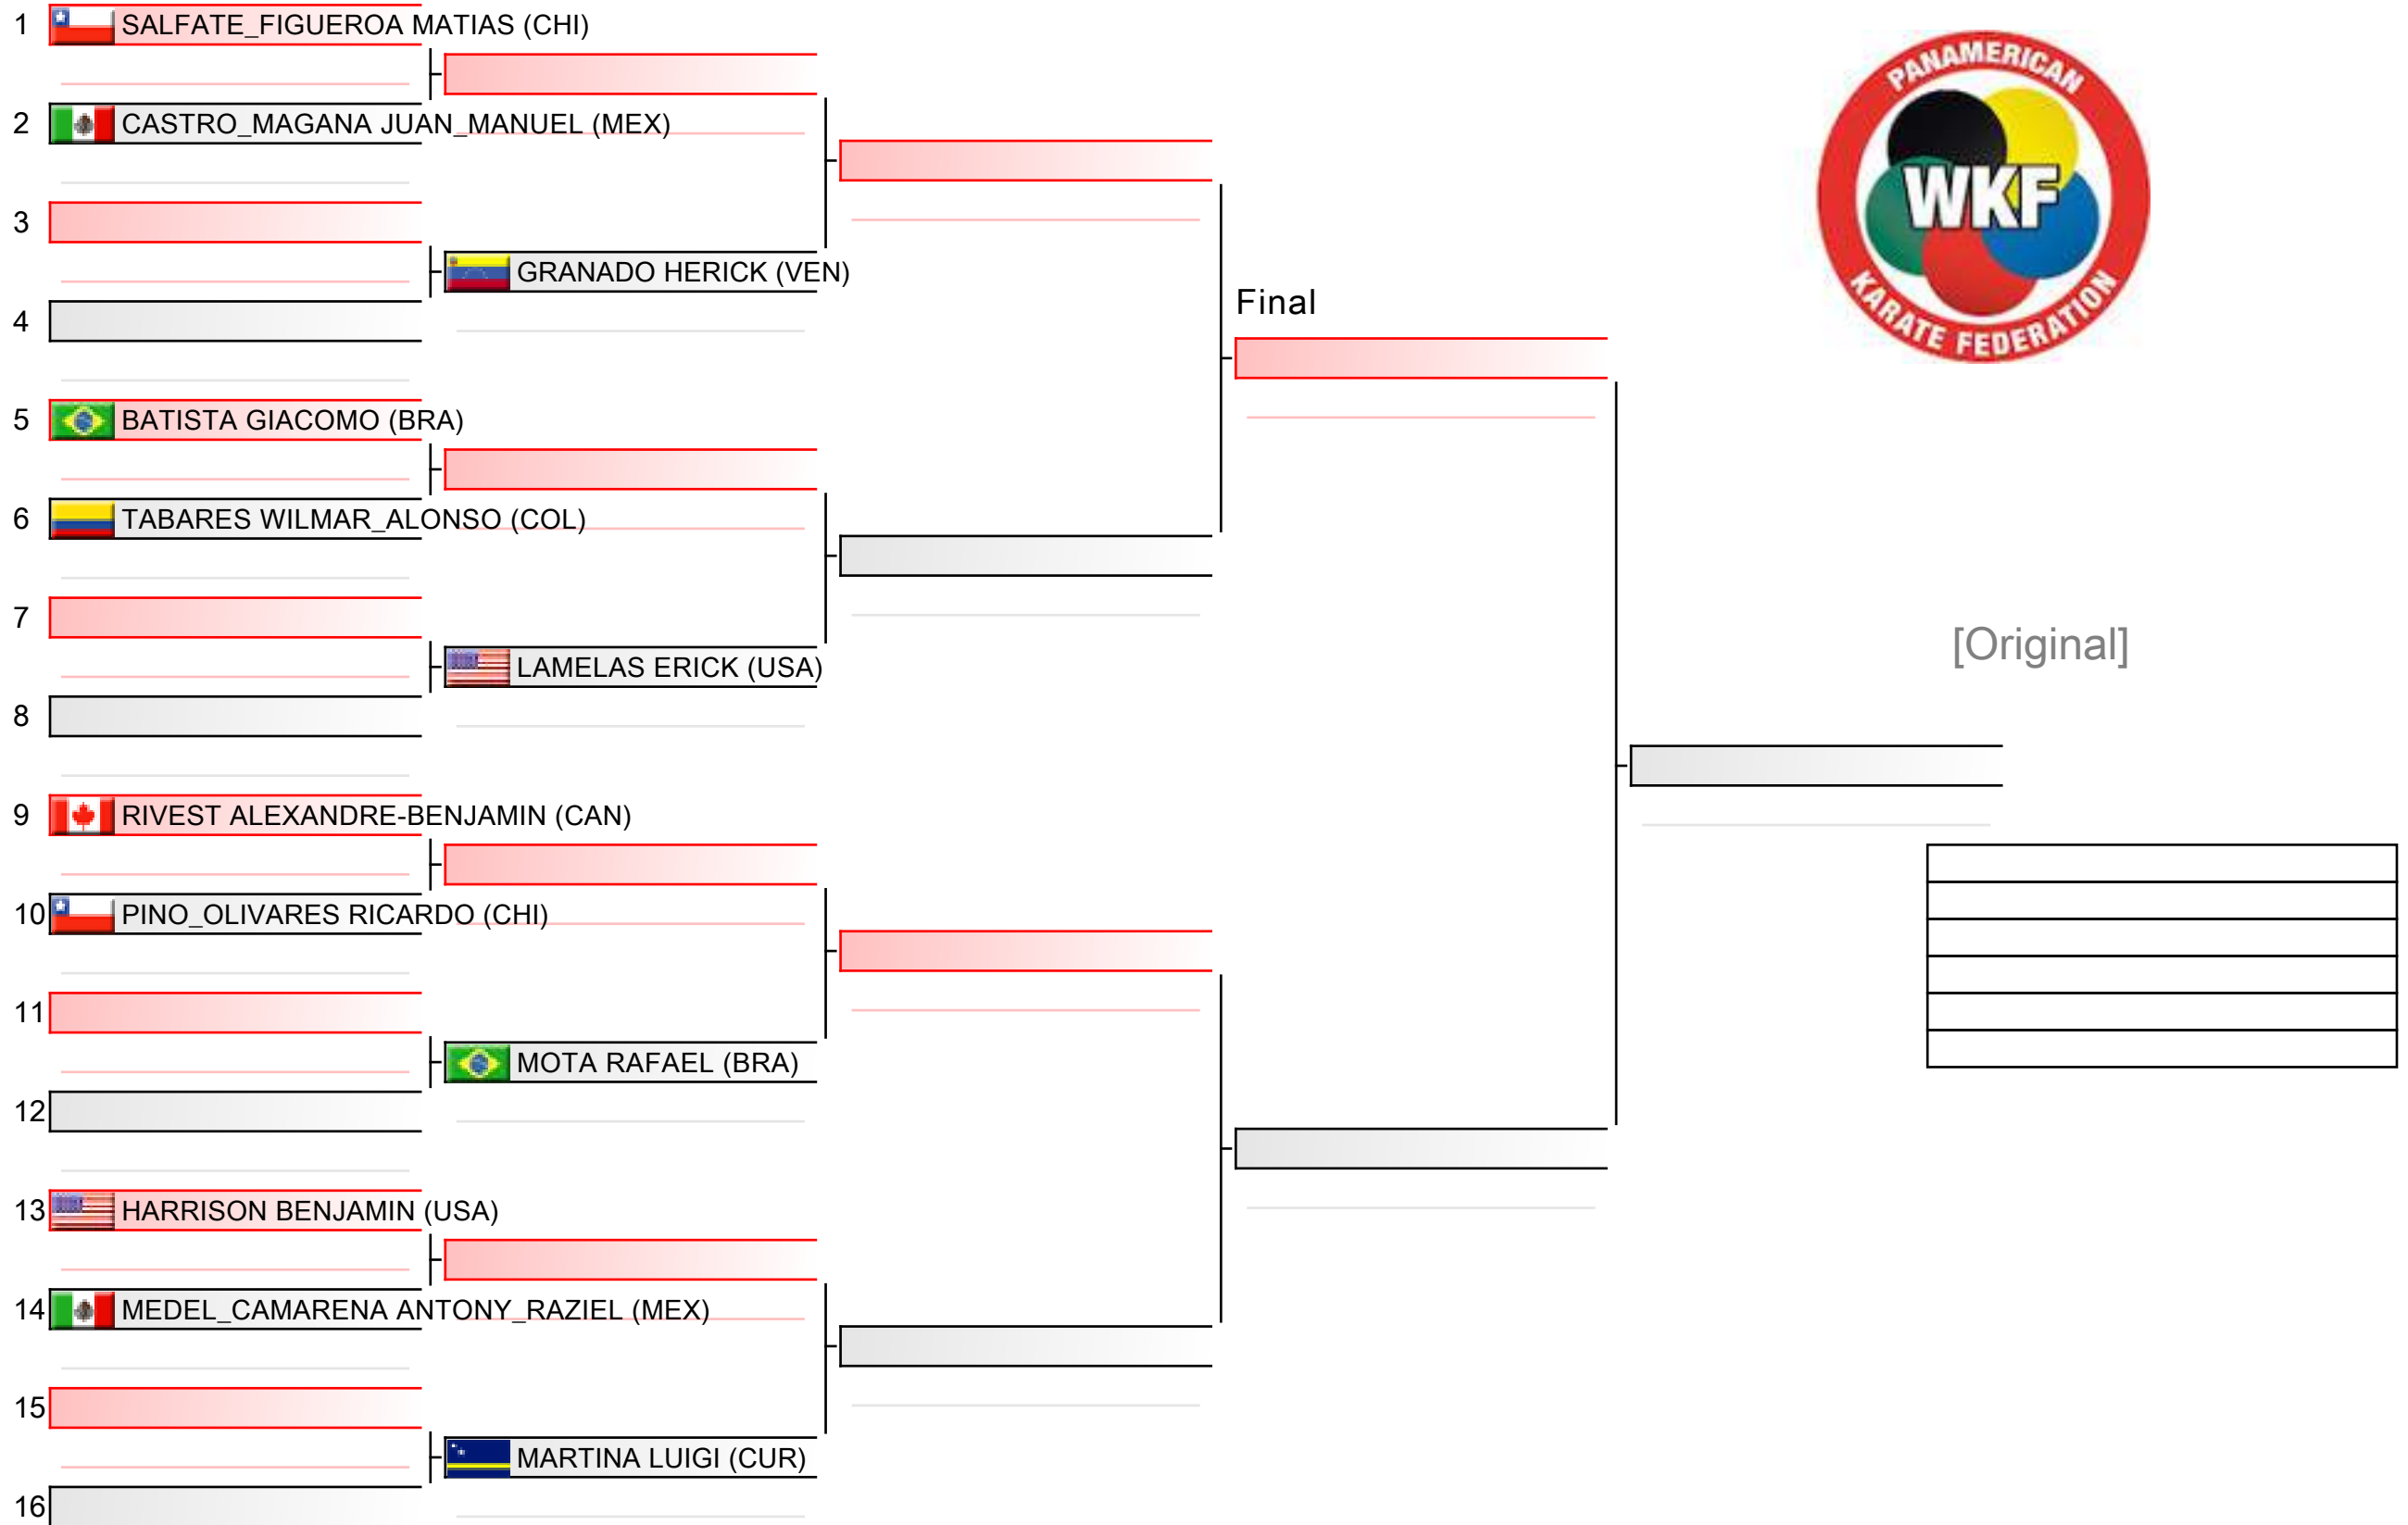 1 SALFATE_FIGUEROA MATIAS (CHI)
2 CASTRO_MAGANA JUAN_MANUEL (MEX)
3
GRANADO HERICK (VEN)
4
5 BATISTA GIACOMO (BRA)
6 TABARES WILMAR_ALONSO (COL)
7
LAMELAS ERICK (USA)
8
9 RIVEST ALEXANDRE-BENJAMIN (CAN)
10 PINO_OLIVARES RICARDO (CHI)
11
MOTA RAFAEL (BRA)
12
13 HARRISON BENJAMIN (USA)
14 MEDEL_CAMARENA ANTONY_RAZIEL (MEX)
15
MARTINA LUIGI (CUR)
16
Final
PANAMERICAN
WKF
KARATE FEDERATION
[Original]